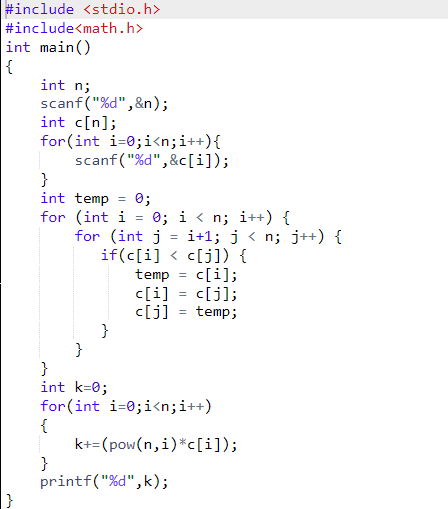 #include <stdio.h>
#include<math.h>
int main()
{
    int n;
    scanf("%d",&n);
    int c[n];
    for(int i=0;i<n;i++){
        scanf("%d",&c[i]);
    }
    int temp = 0;
    for (int i = 0; i < n; i++) {
        for (int j = i+1; j < n; j++) {
           if(c[i] < c[j]) {
               temp = c[i];
               c[i] = c[j];
               c[j] = temp;
           }
        }
    }
    int k=0;
    for(int i=0;i<n;i++)
    {
        k+=(pow(n,i)*c[i]);
    }
    printf("%d",k);
}